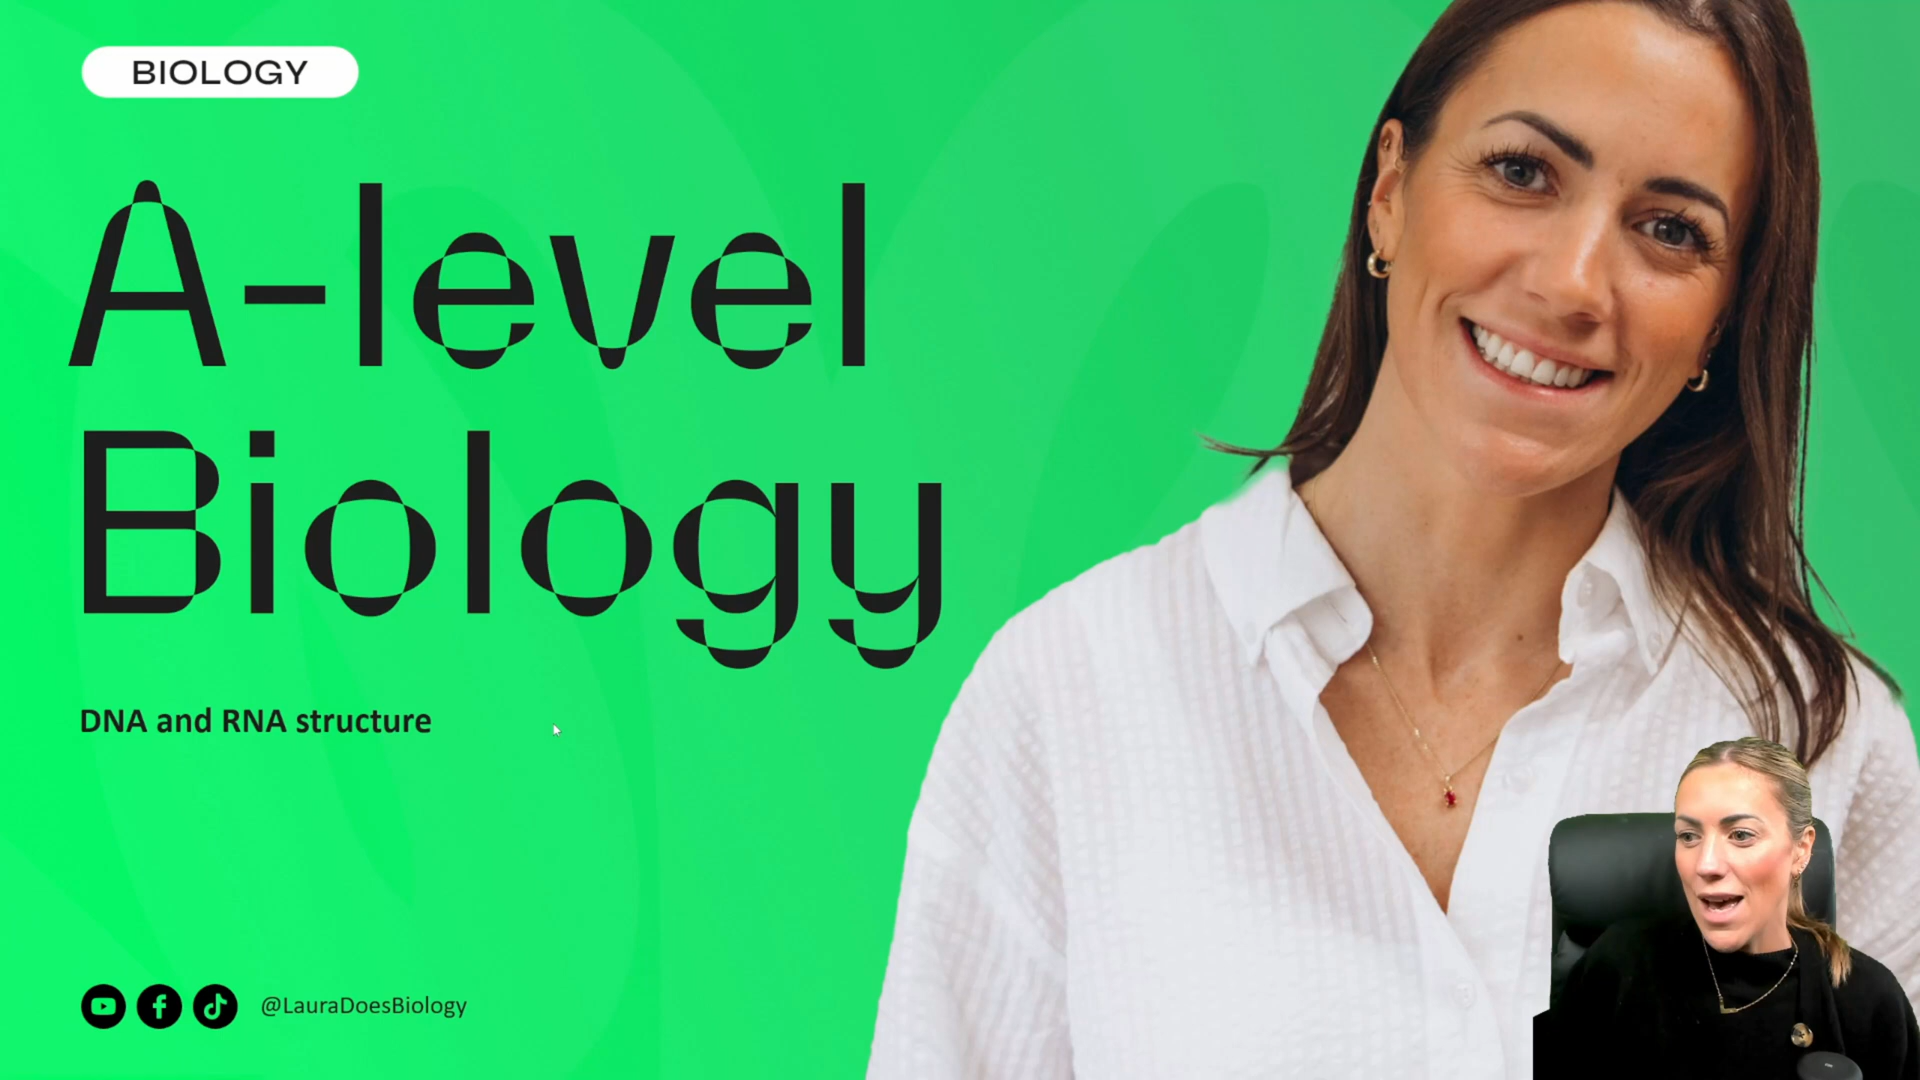 BIOLOGY
A-level
Biology
DNA and RNA structure
@LauraDoesBiology